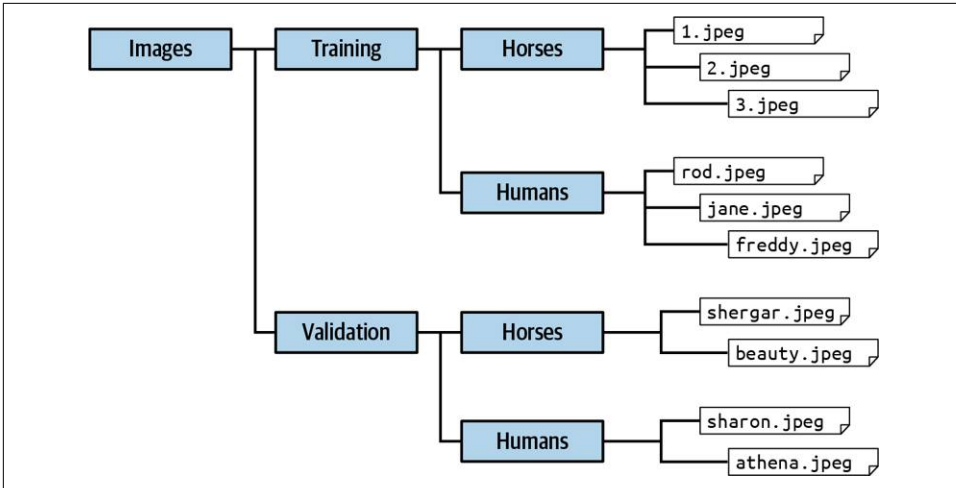 Images
Training
Horses
1.jpeg
2.jpeg
3.jpeg
Humans
rod.jpeg
jane.jpeg
freddy.jpeg
Validation
Horses
shergar.jpeg
beauty.jpeg
Humans
sharon.jpeg
athena.jpeg